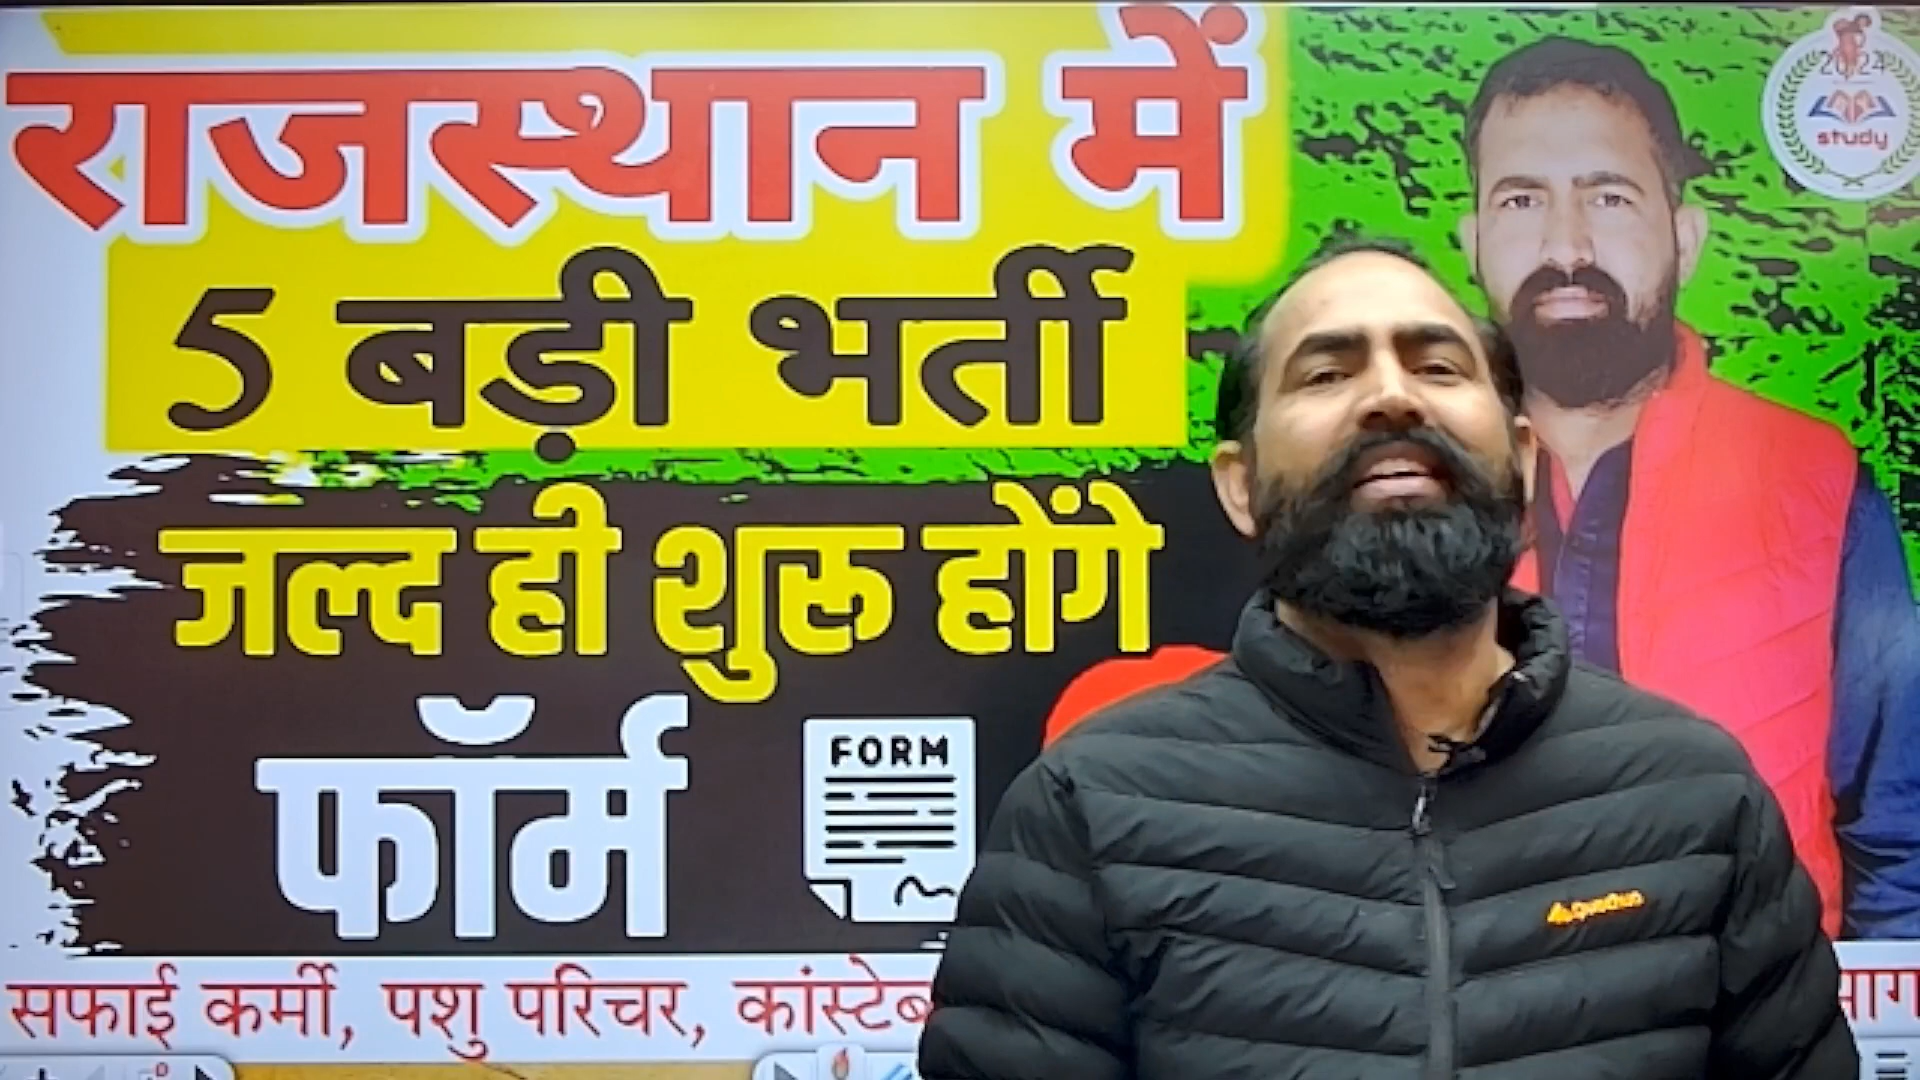 राजस्थान में
2024
study
5 बड़ी भर्ती
जल्द ही शुरू होंगे
फॉर्म
FORM
सफाई कर्मी, पशु परिचर,